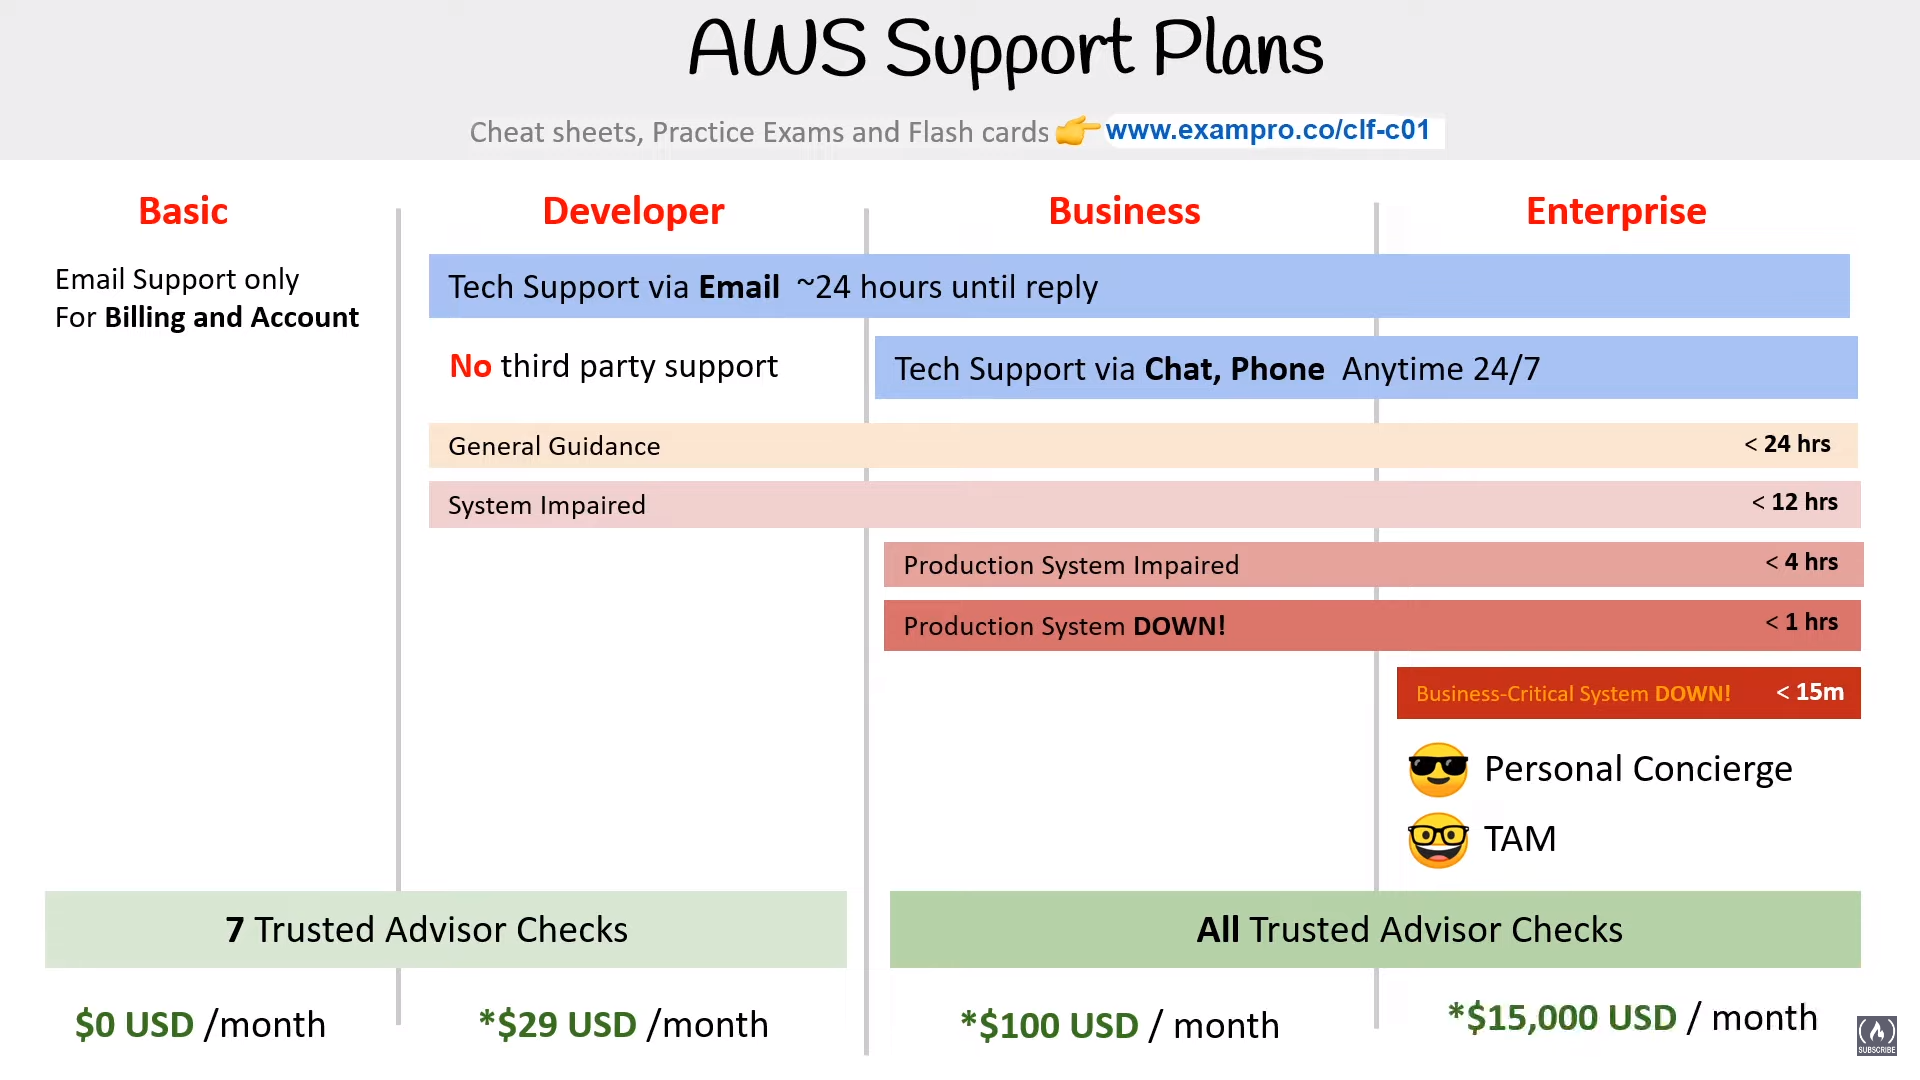 AWS Support Plans
Cheat sheets, Practice Exams and Flash cards 👉 www.exampro.co/clf-c01
Basic
Developer
Business
Enterprise
Email Support only
For Billing and Account
Tech Support via Email ~24 hours until reply
No third party support
Tech Support via Chat, Phone Anytime 24/7
General Guidance < 24 hrs
System Impaired < 12 hrs
Production System Impaired < 4 hrs
Production System DOWN! < 1 hrs
Business-Critical System DOWN! < 15m
Personal Concierge
TAM
7 Trusted Advisor Checks
All Trusted Advisor Checks
$0 USD /month
*$29 USD /month
*$100 USD / month
*$15,000 USD / month
SUBSCRIBE